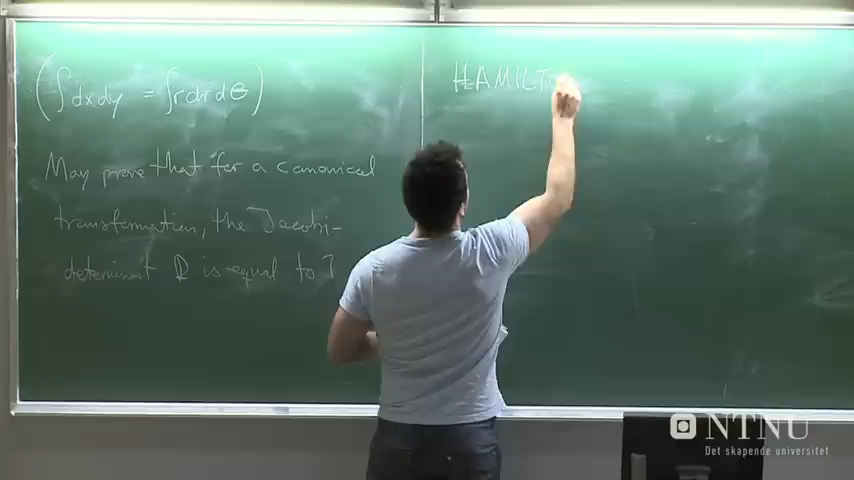 (∫dxdy = ∫rdrdθ)
May prove that for a canonical
transformation, the Jacobi-
determinant D is equal to 1
HAMILT
NTNU
Det skapende universitet